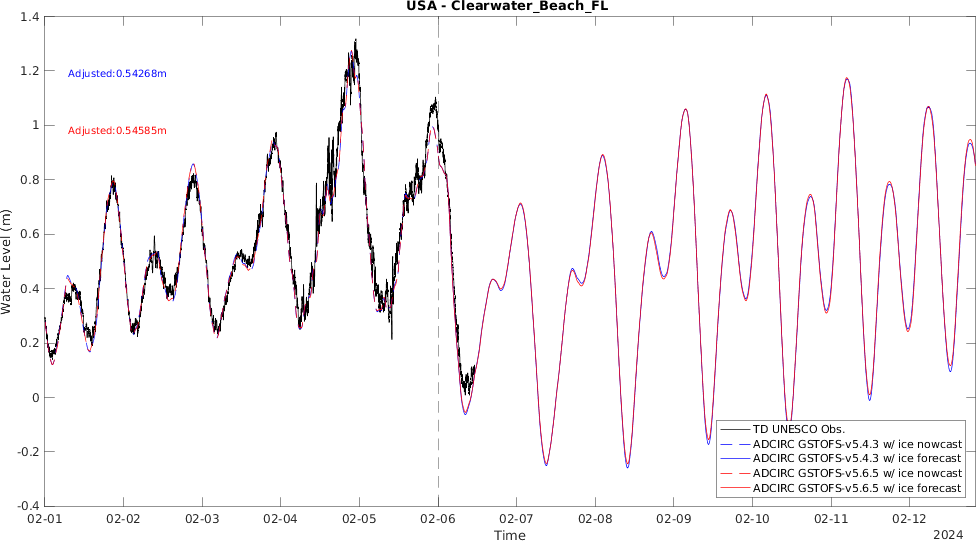 USA - Clearwater_Beach_FL
1.4
1.2
1
0.8
0.6
0.4
0.2
0
-0.2
-0.4
Water Level (m)
Adjusted:0.54268m
Adjusted:0.54585m
TD UNESCO Obs.
ADCIRC GSTOFS-v5.4.3 w/ ice nowcast
ADCIRC GSTOFS-v5.4.3 w/ ice forecast
ADCIRC GSTOFS-v5.6.5 w/ ice nowcast
ADCIRC GSTOFS-v5.6.5 w/ ice forecast
02-01 02-02 02-03 02-04 02-05 02-06 02-07 02-08 02-09 02-10 02-11 02-12
Time
2024